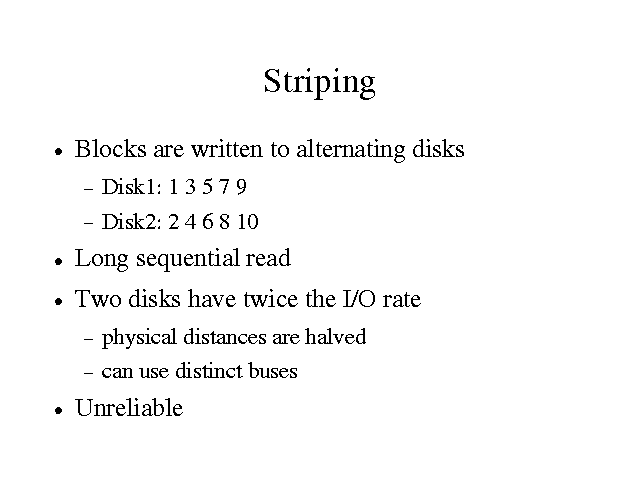 Striping
• Blocks are written to alternating disks
– Disk1: 1 3 5 7 9
– Disk2: 2 4 6 8 10
• Long sequential read
• Two disks have twice the I/O rate
– physical distances are halved
– can use distinct buses
• Unreliable